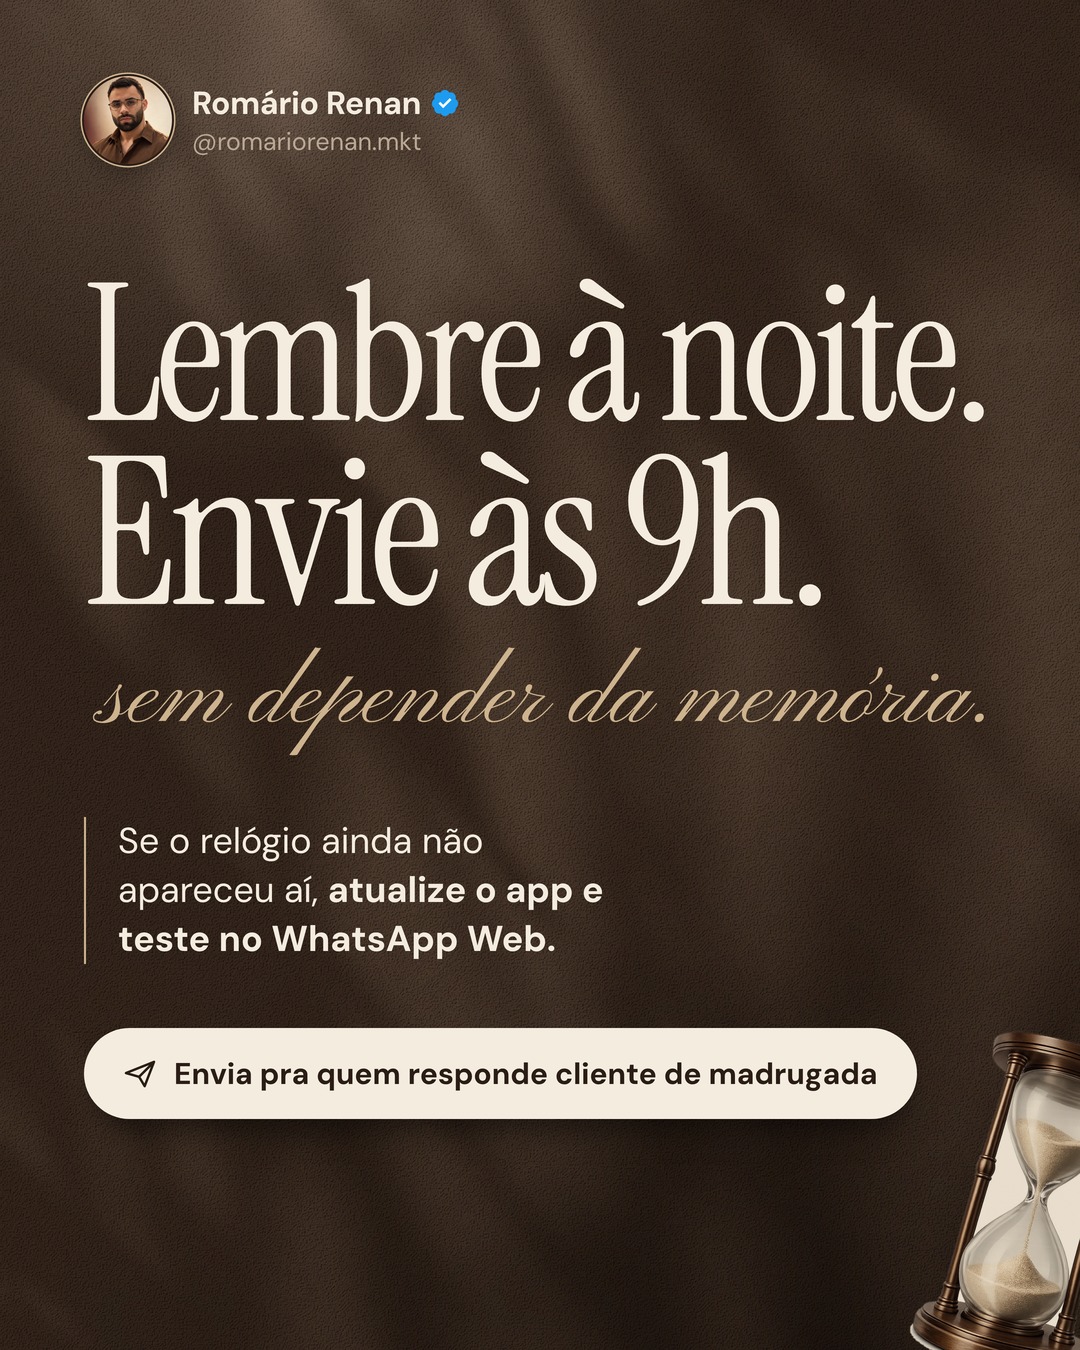 Romário Renan
@romariorenan.mkt
Lembre à noite.
Envie às 9h.
sem depender da memória.
Se o relógio ainda não
apareceu aí, atualize o app e
teste no WhatsApp Web.
Envia pra quem responde cliente de madrugada